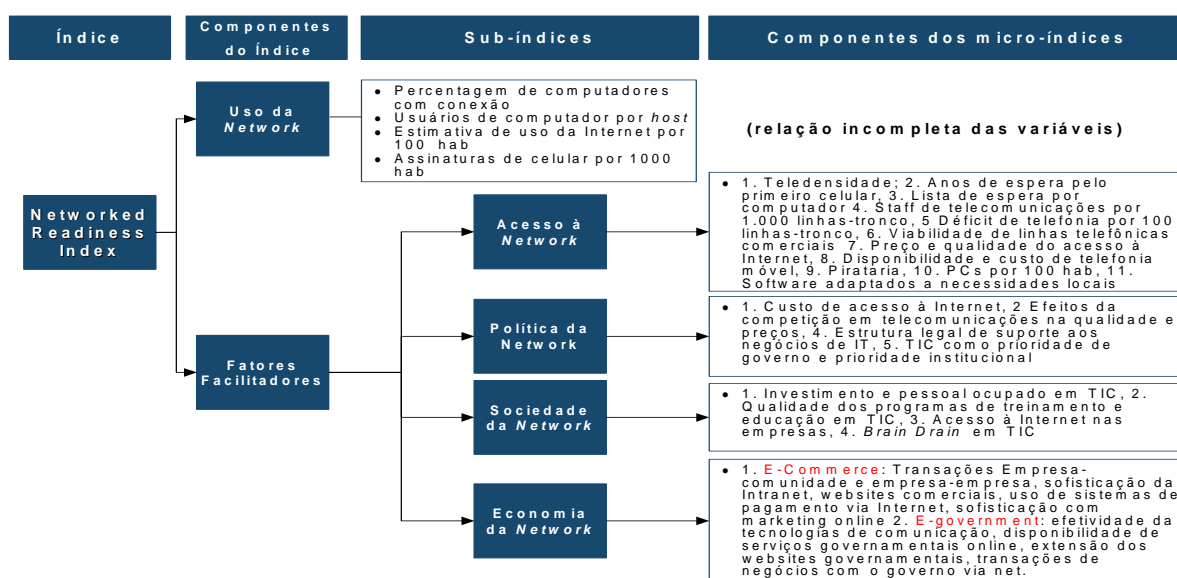 Índice
Componentes
do Índice
Sub-índices
Componentes dos micro-índices
Uso da
Network
• Percentagem de computadores
com conexão
• Usuários de computador por host
• Estimativa de uso da Internet por
100 hab
• Assinaturas de celular por 1000
hab
(relação incompleta das variáveis)
Networked
Readiness
Index
Acesso à
Network
• 1. Teledensidade; 2. Anos de espera pelo
primeiro celular, 3. Lista de espera por
computador 4. Staff de telecomunicações por
1.000 linhas-tronco, 5 Déficit de telefonia por 100
linhas-tronco, 6. Viabilidade de linhas telefônicas
comerciais 7. Preço e qualidade do acesso à
Internet, 8. Disponibilidade e custo de telefonia
móvel, 9. Pirataria, 10. PCs por 100 hab, 11.
Software adaptados a necessidades locais
Política da
Network
• 1. Custo de acesso à Internet, 2 Efeitos da
competição em telecomunicações na qualidade e
preços, 4. Estrutura legal de suporte aos
negócios de IT, 5. TIC como prioridade de
governo e prioridade institucional
Fatores
Facilitadores
Sociedade
da Network
• 1. Investimento e pessoal ocupado em TIC, 2.
Qualidade dos programas de treinamento e
educação em TIC, 3. Acesso à Internet nas
empresas, 4. Brain Drain em TIC
Economia
da Network
• 1. E-Commerce: Transações Empresa-
comunidade e empresa-empresa, sofisticação da
Intranet, websites comerciais, uso de sistemas de
pagamento via Internet, sofisticação com
marketing online 2. E-government: efetividade da
tecnologias de comunicação, disponibilidade de
serviços governamentais online, extensão dos
websites governamentais, transações de
negócios com o governo via net.